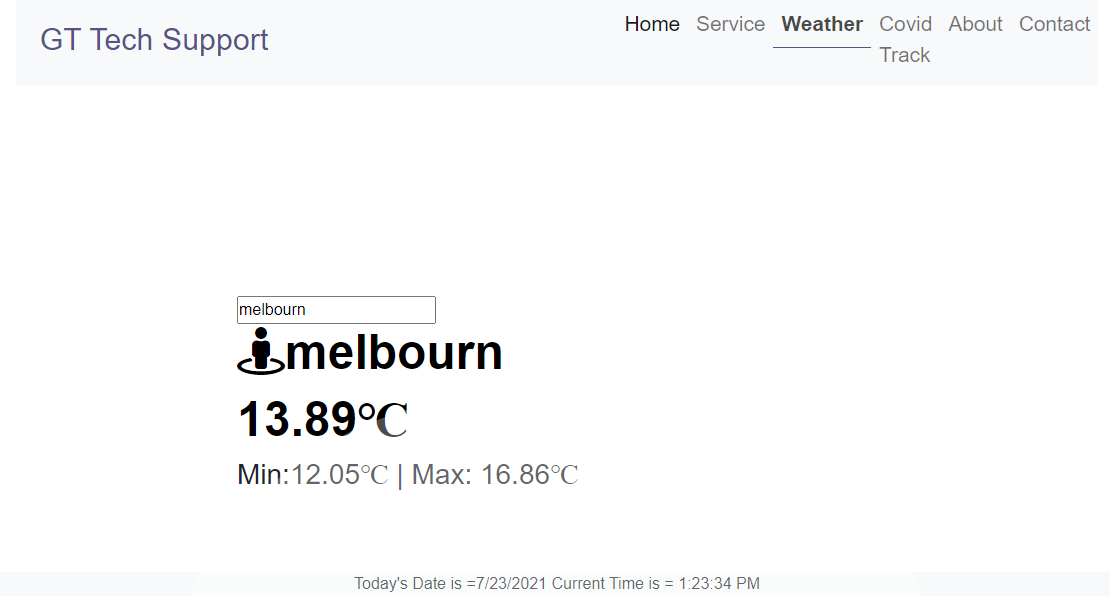 GT Tech Support
Home Service Weather Covid Track About Contact
melbourn
melbourn
13.89℃
Min:12.05℃ | Max: 16.86℃
Today's Date is =7/23/2021 Current Time is = 1:23:34 PM